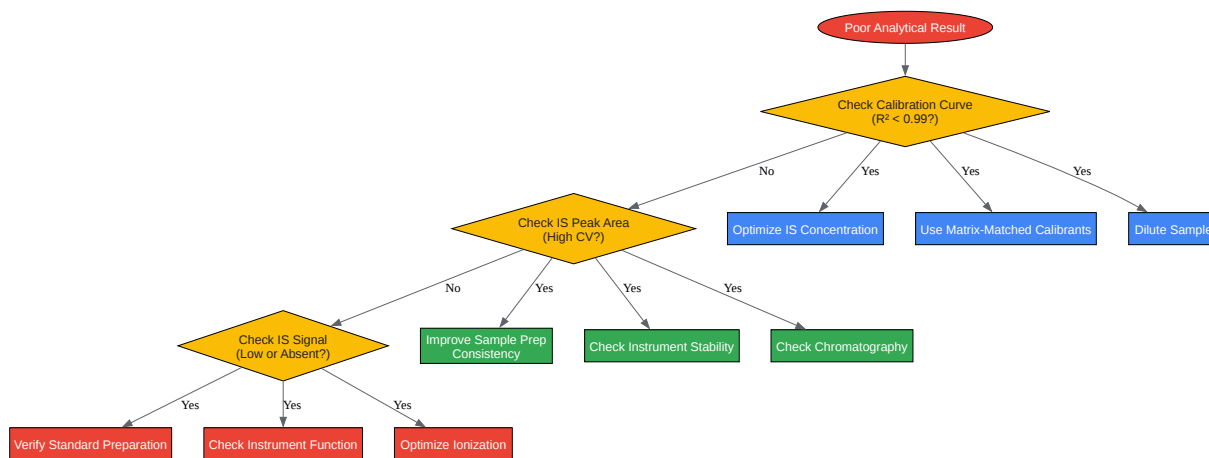 Poor Analytical Result
Check Calibration Curve
(R² < 0.99?)
No
Yes
Yes
Yes
Check IS Peak Area
(High CV?)
Optimize IS Concentration
Use Matrix-Matched Calibrants
Dilute Sample
No
Yes
Yes
Yes
Check IS Signal
(Low or Absent?)
Improve Sample Prep
Consistency
Check Instrument Stability
Check Chromatography
Yes
Yes
Yes
Verify Standard Preparation
Check Instrument Function
Optimize Ionization